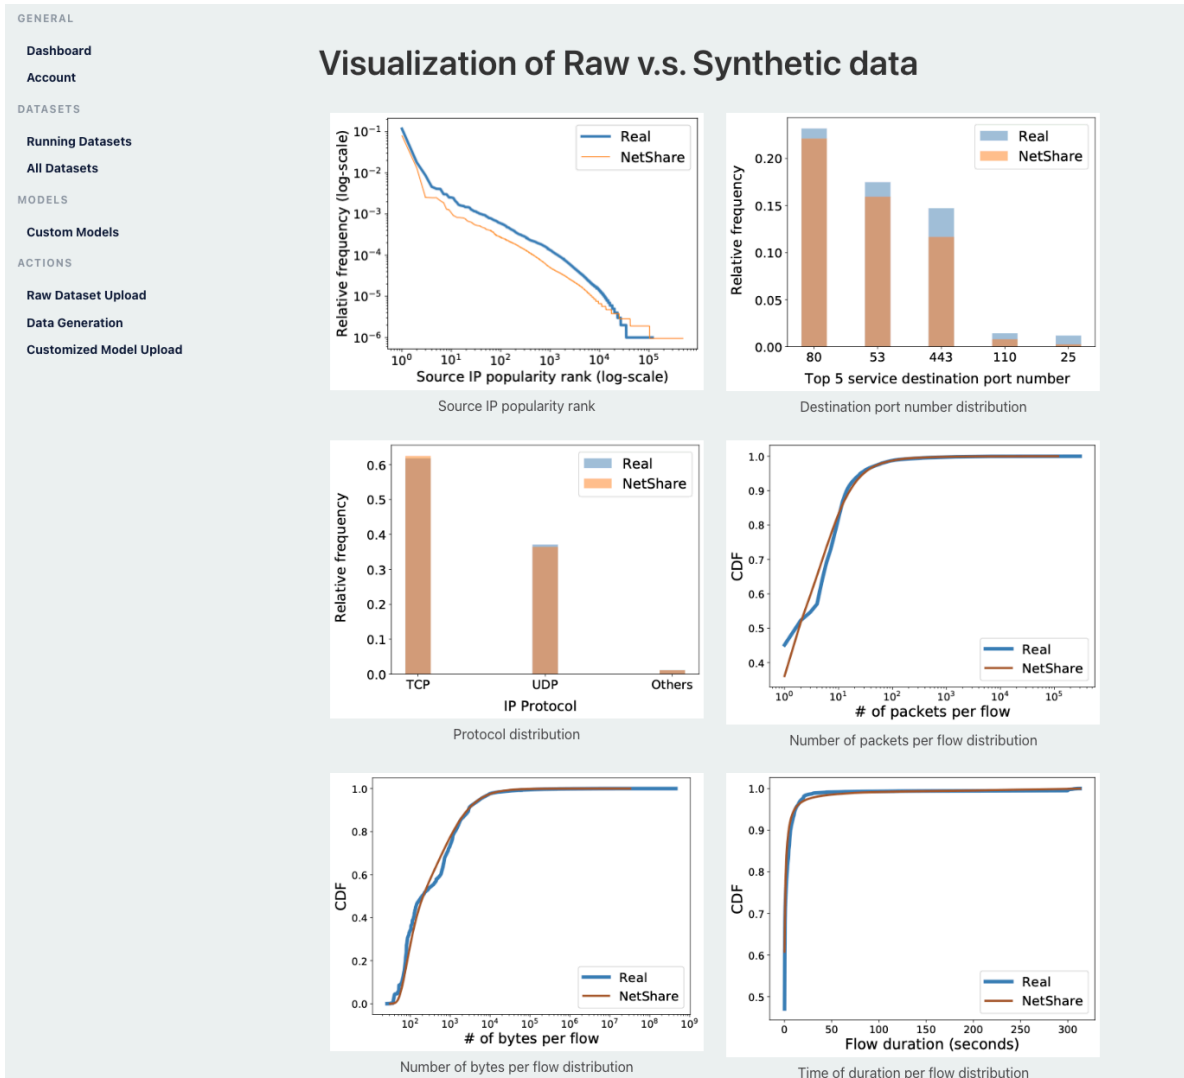 GENERAL
Dashboard
Account
DATASETS
Running Datasets
All Datasets
MODELS
Custom Models
ACTIONS
Raw Dataset Upload
Data Generation
Customized Model Upload
Visualization of Raw v.s. Synthetic data
Relative frequency (log-scale)
10⁻¹
10⁻²
10⁻³
10⁻⁴
10⁻⁵
10⁻⁶
Real
NetShare
10⁰ 10¹ 10² 10³ 10⁴ 10⁵
Source IP popularity rank (log-scale)
Source IP popularity rank
Relative frequency
0.20
0.15
0.10
0.05
0.00
Real
NetShare
80 53 443 110 25
Top 5 service destination port number
Destination port number distribution
Relative frequency
0.6
0.5
0.4
0.3
0.2
0.1
0.0
Real
NetShare
TCP UDP Others
IP Protocol
Protocol distribution
CDF
1.0
0.9
0.8
0.7
0.6
0.5
0.4
Real
NetShare
10⁰ 10¹ 10² 10³ 10⁴ 10⁵
# of packets per flow
Number of packets per flow distribution
CDF
1.0
0.8
0.6
0.4
0.2
0.0
Real
NetShare
10² 10³ 10⁴ 10⁵ 10⁶ 10⁷ 10⁸ 10⁹
# of bytes per flow
Number of bytes per flow distribution
CDF
1.0
0.9
0.8
0.7
0.6
0.5
Real
NetShare
0 50 100 150 200 250 300
Flow duration (seconds)
Time of duration per flow distribution